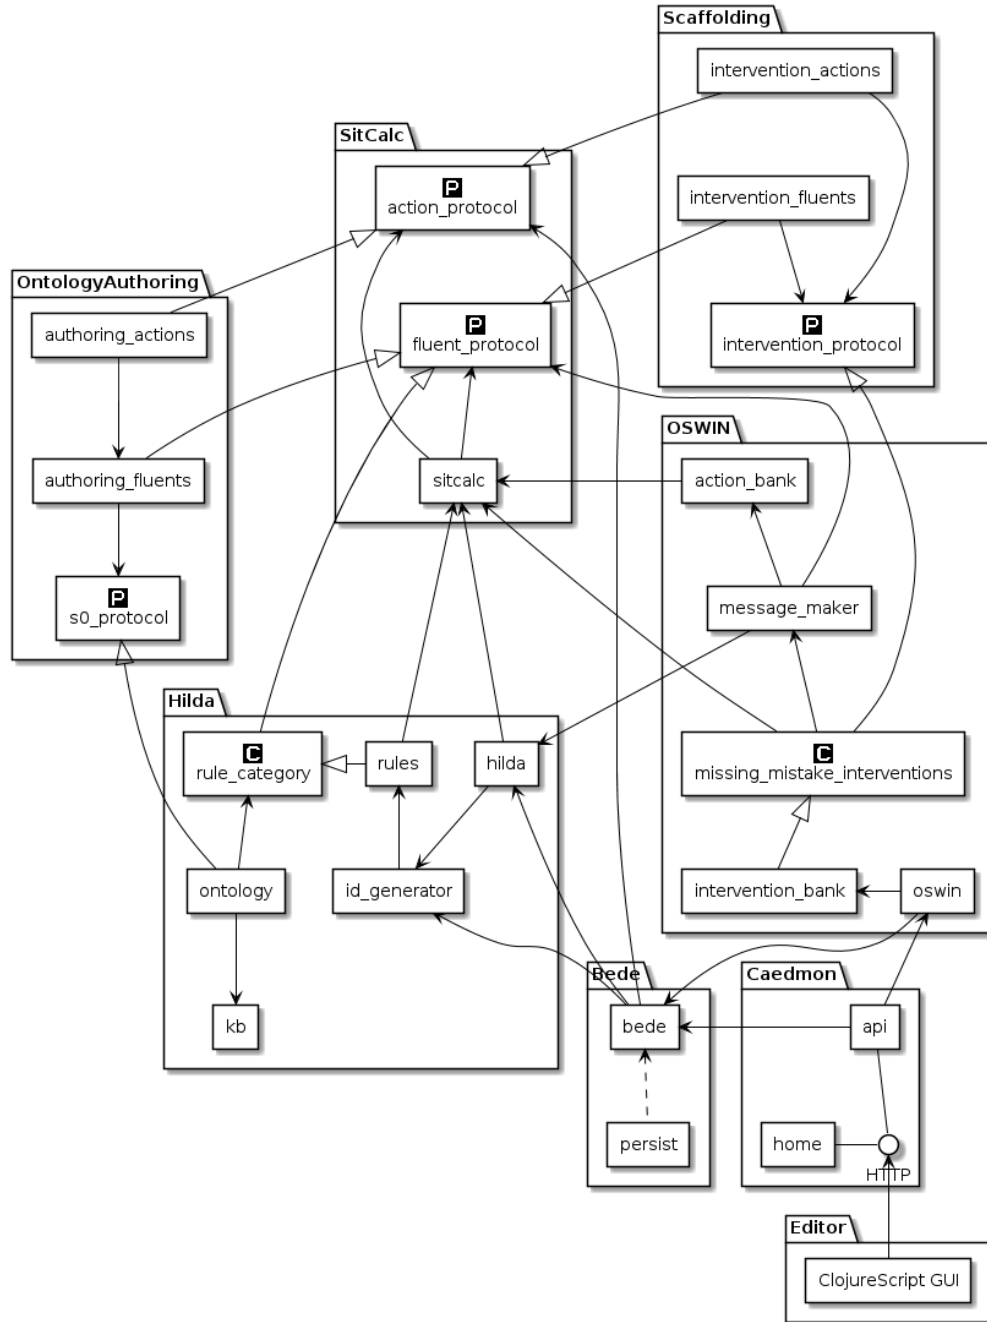 Scaffolding
intervention_actions
SitCalc
P
action_protocol
intervention_fluents
OntologyAuthoring
authoring_actions
P
fluent_protocol
P
intervention_protocol
OSWIN
authoring_fluents
sitcalc
action_bank
P
s0_protocol
message_maker
Hilda
C
rule_category
rules
hilda
C
missing_mistake_interventions
ontology
id_generator
intervention_bank
oswin
Bede
Caedmon
kb
bede
api
persist
home
HTTP
Editor
ClojureScript GUI